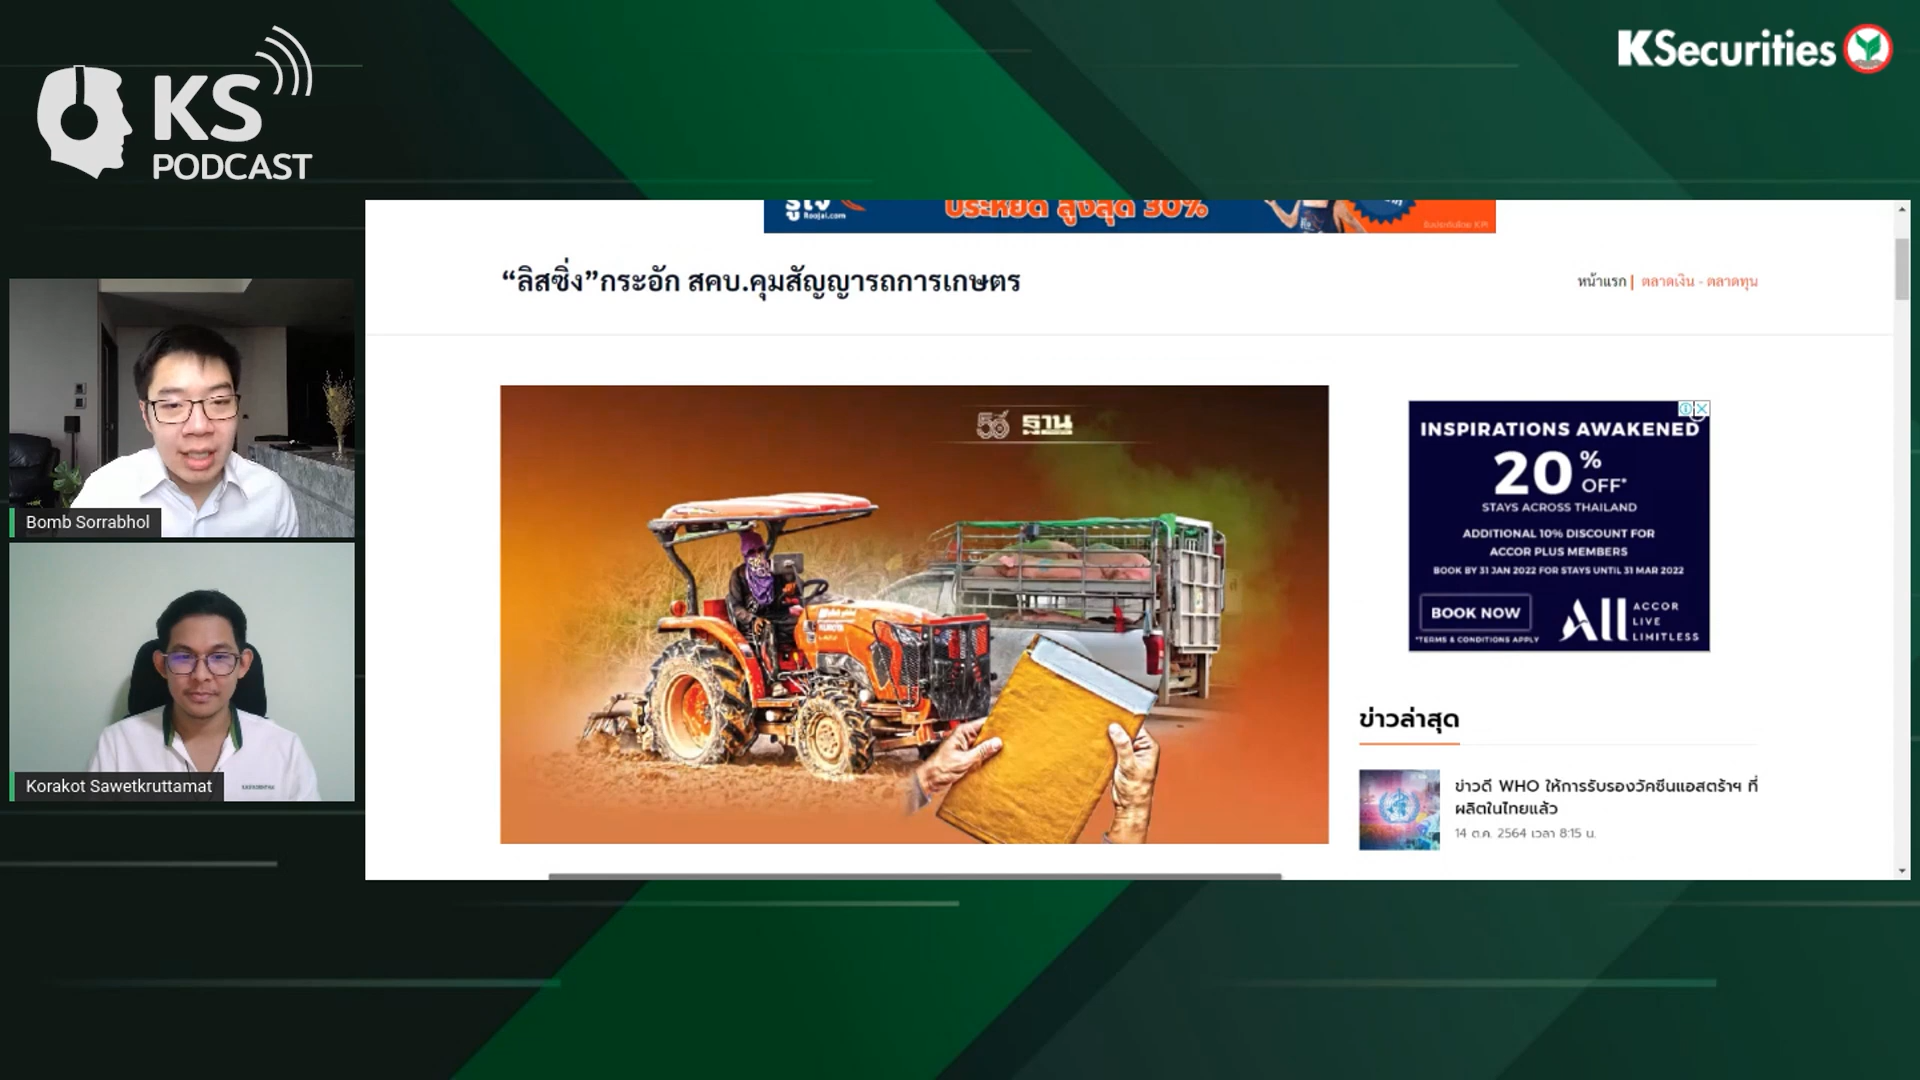 KS
PODCAST
KSecurities
รู้ใจ
Roojai.com
ประหยัด สูงสุด 30%
“ลิสซิ่ง”กระอัก สคบ.คุมสัญญารถการเกษตร
หน้าแรก | ตลาดเงิน - ตลาดทุน
ฐาน
INSPIRATIONS AWAKENED
20% OFF*
STAYS ACROSS THAILAND
ADDITIONAL 10% DISCOUNT FOR
ACCOR PLUS MEMBERS
BOOK BY 31 JAN 2022 FOR STAYS UNTIL 31 MAR 2022
BOOK NOW
*TERMS & CONDITIONS APPLY
ALL
ACCOR
LIVE
LIMITLESS
Bomb Sorrabhol
Korakot Sawetkruttamat
ข่าวล่าสุด
ข่าวดี WHO ให้การรับรองวัคซีนแอสตร้าฯ ที่
ผลิตในไทยแล้ว
14 ต.ค. 2564 เวลา 8:15 น.